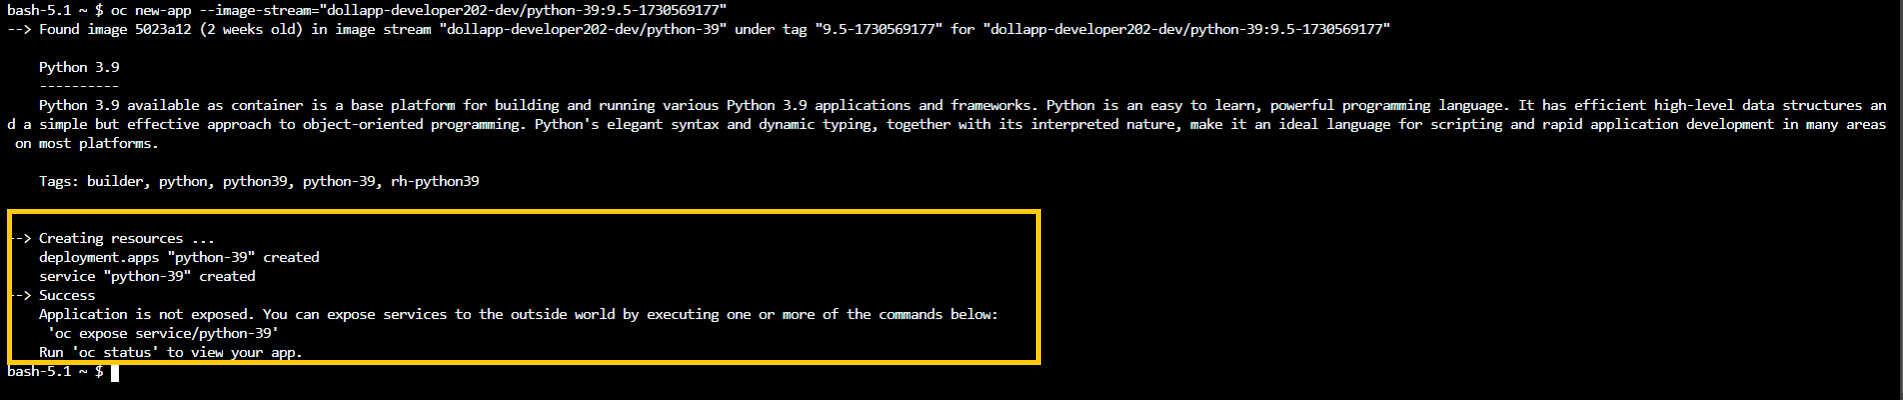 bash-5.1 ~ $ oc new-app --image-stream="dollapp-developer202-dev/python-39:9.5-1730569177"
--> Found image 5023a12 (2 weeks old) in image stream "dollapp-developer202-dev/python-39" under tag "9.5-1730569177" for "dollapp-developer202-dev/python-39:9.5-1730569177"
Python 3.9
----------
Python 3.9 available as container is a base platform for building and running various Python 3.9 applications and frameworks. Python is an easy to learn, powerful programming language. It has efficient high-level data structures an
d a simple but effective approach to object-oriented programming. Python's elegant syntax and dynamic typing, together with its interpreted nature, make it an ideal language for scripting and rapid application development in many areas
on most platforms.
Tags: builder, python, python39, python-39, rh-python39
--> Creating resources ...
deployment.apps "python-39" created
service "python-39" created
--> Success
Application is not exposed. You can expose services to the outside world by executing one or more of the commands below:
'oc expose service/python-39'
Run 'oc status' to view your app.
bash-5.1 ~ $